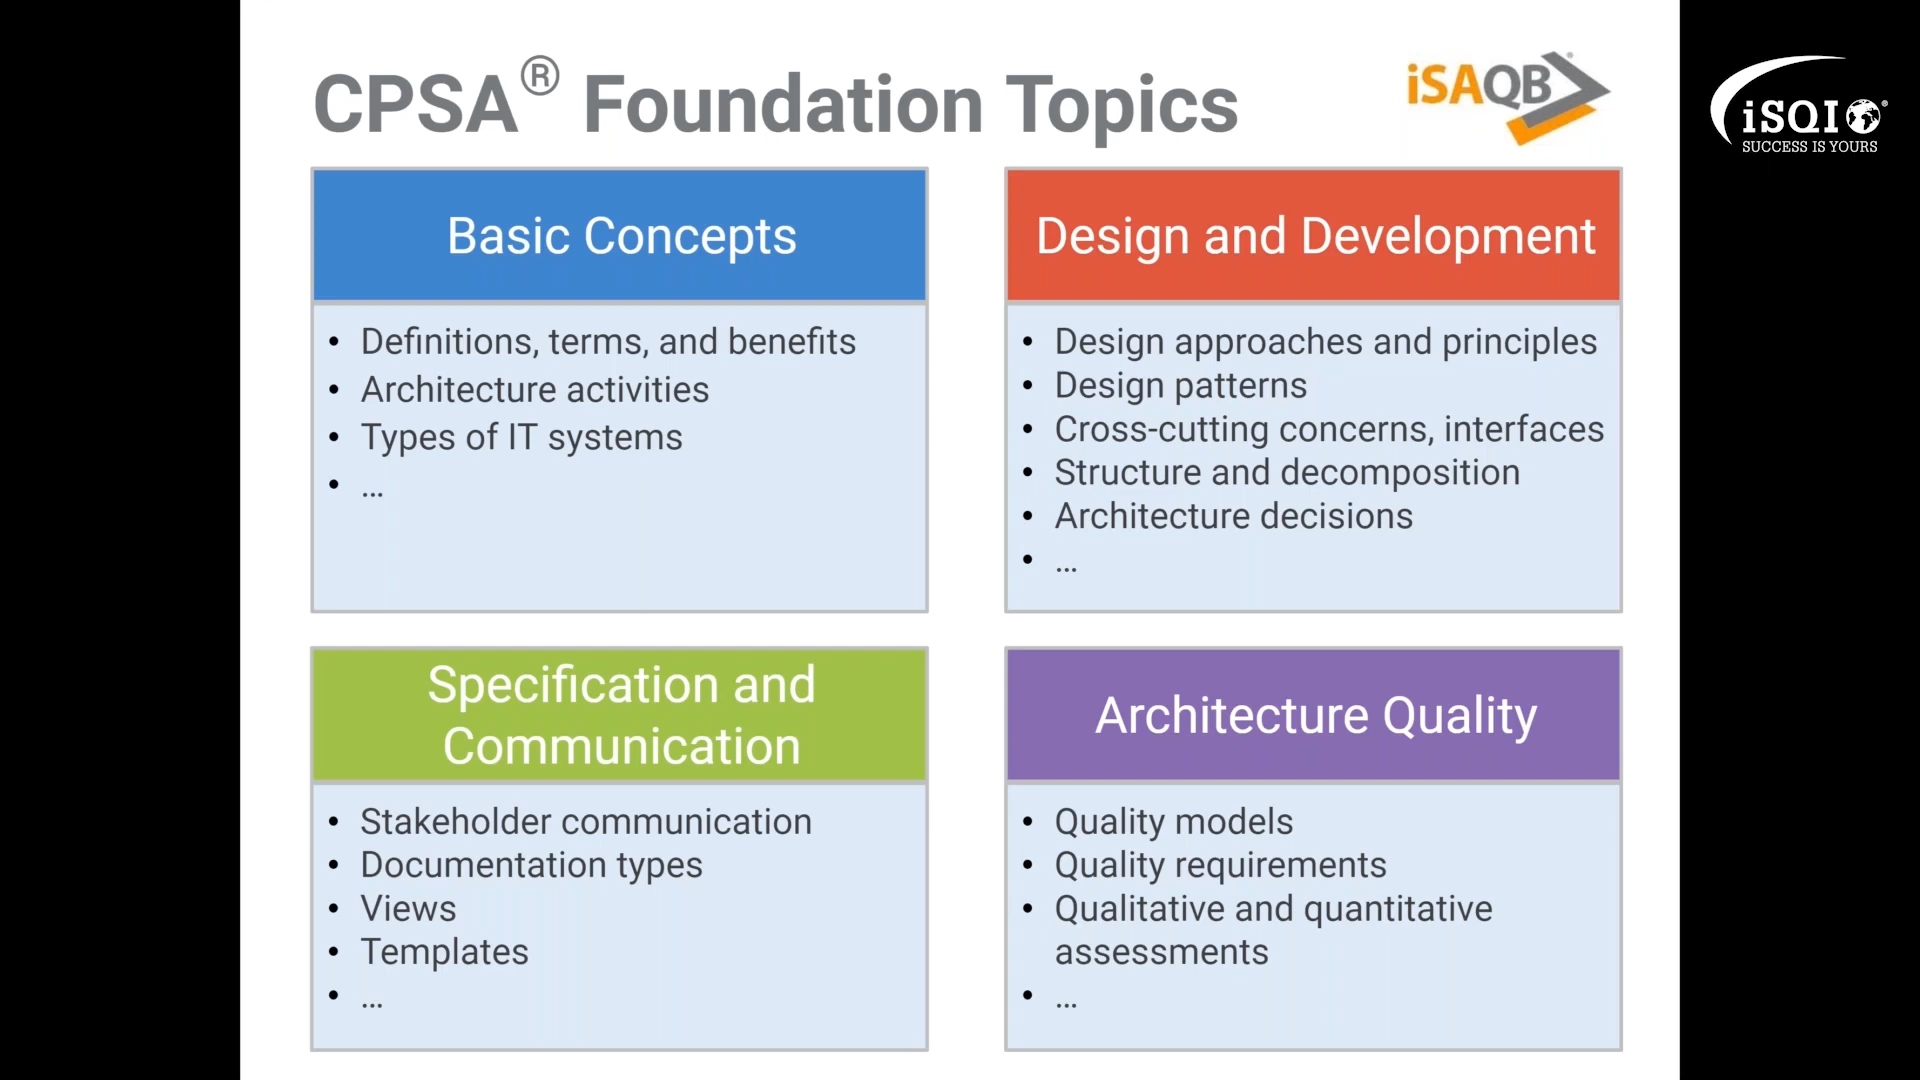 CPSA® Foundation Topics
iSAQB®
iSQI®
SUCCESS IS YOURS
Basic Concepts
• Definitions, terms, and benefits
• Architecture activities
• Types of IT systems
• ...
Design and Development
• Design approaches and principles
• Design patterns
• Cross-cutting concerns, interfaces
• Structure and decomposition
• Architecture decisions
• ...
Specification and
Communication
• Stakeholder communication
• Documentation types
• Views
• Templates
• ...
Architecture Quality
• Quality models
• Quality requirements
• Qualitative and quantitative
assessments
• ...